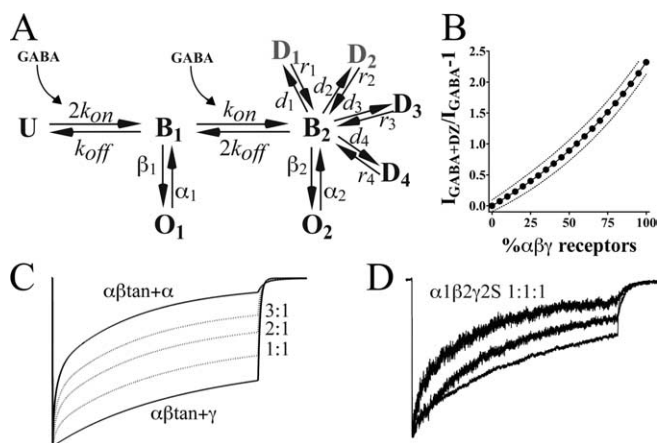 A
GABA
GABA
D1
r1
D2
r2
d1
d2
d3
D3
r3
U
2kon
koff
B1
kon
2koff
B2
d4
r4
D4
β1
α1
β2
α2
O1
O2
B
IGABA+DZ/IGABA-1
2.5
2.0
1.5
1.0
0.5
0.0
0 25 50 75 100
%αβγ receptors
C
αβtan+α
3:1
2:1
1:1
αβtan+γ
D
α1β2γ2S 1:1:1